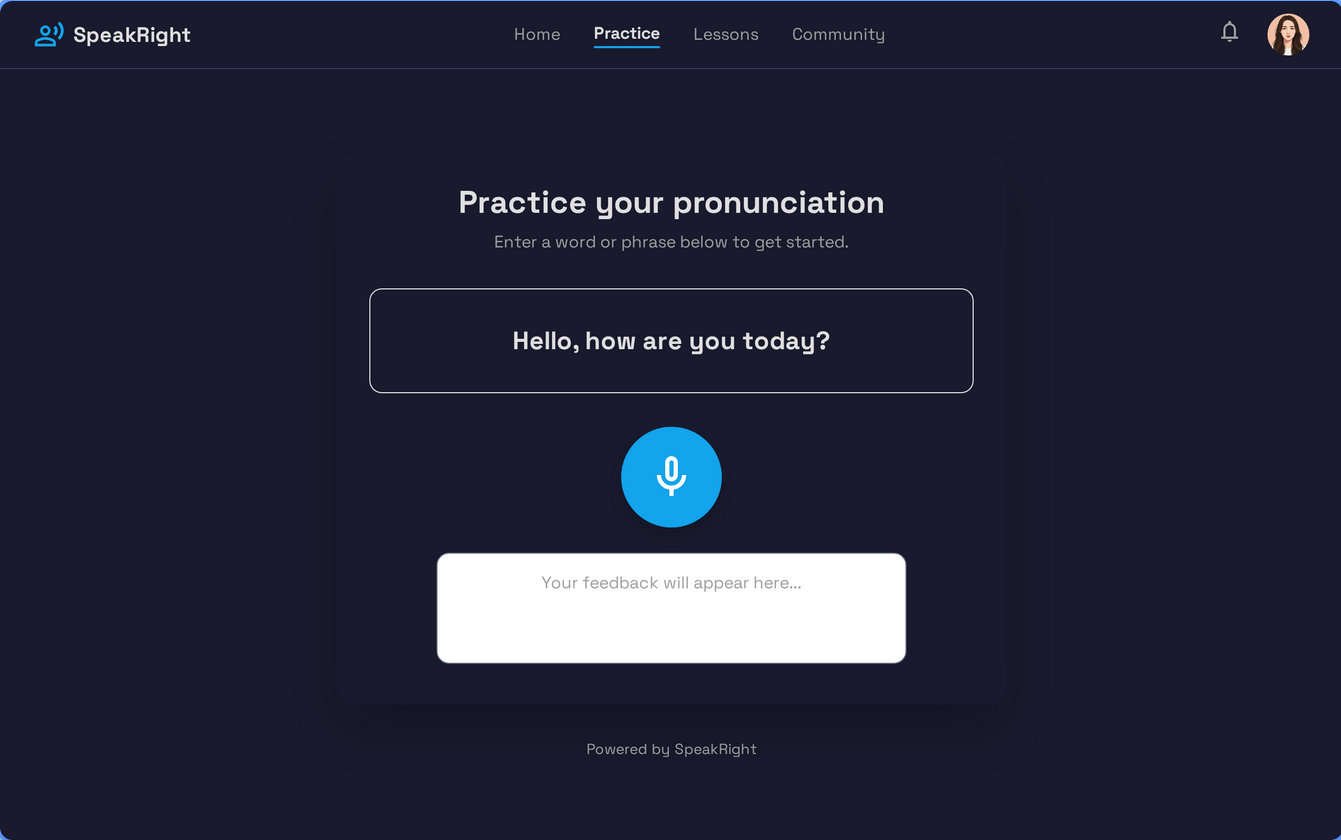 SpeakRight
Home Practice Lessons Community
Practice your pronunciation
Enter a word or phrase below to get started.
Hello, how are you today?
Your feedback will appear here...
Powered by SpeakRight